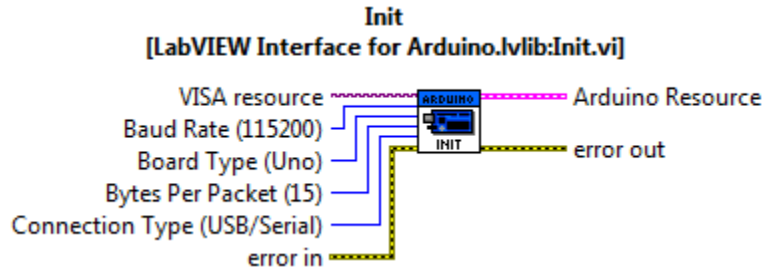 Init
[LabVIEW Interface for Arduino.lvlib:Init.vi]
VISA resource
ARDUINO
Arduino Resource
Baud Rate (115200)
Board Type (Uno)
INIT
error out
Bytes Per Packet (15)
Connection Type (USB/Serial)
error in